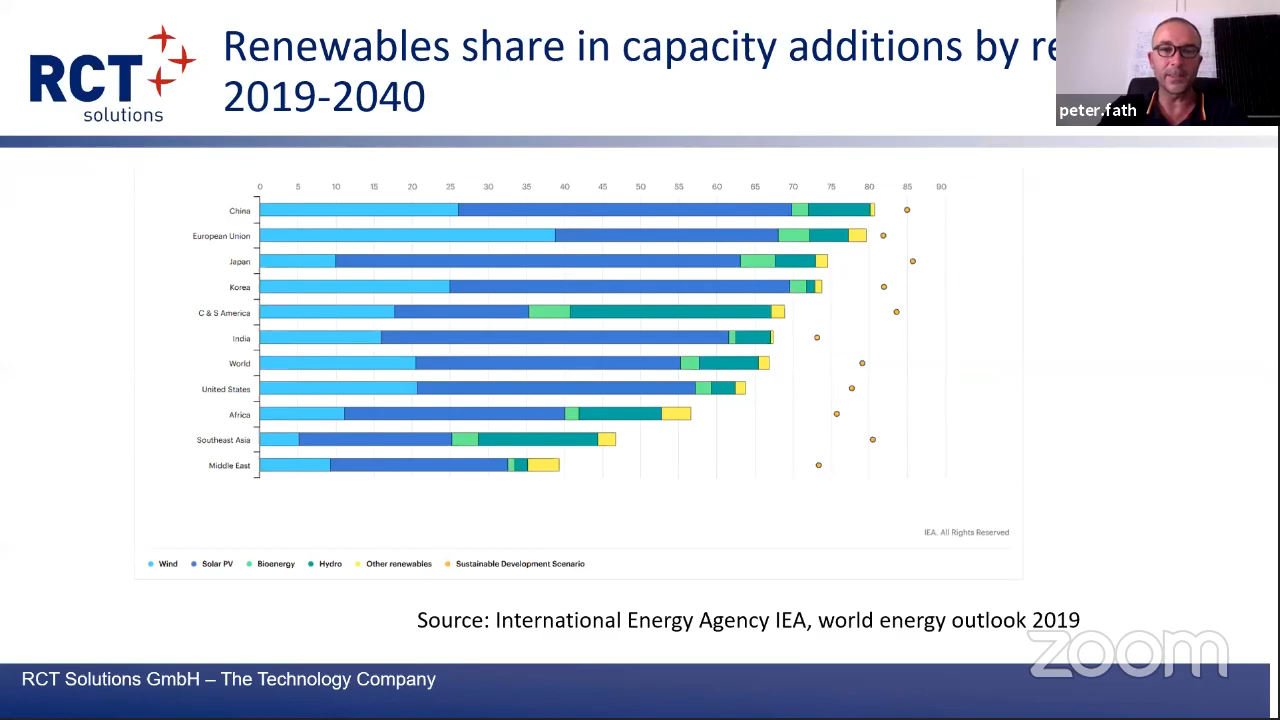 RCT
solutions
Renewables share in capacity additions by re
2019-2040
peter.fath
0 5 10 15 20 25 30 35 40 45 50 55 60 65 70 75 80 85 90
China
European Union
Japan
Korea
C & S America
India
World
United States
Africa
Southeast Asia
Middle East
IEA. All Rights Reserved
Wind Solar PV Bioenergy Hydro Other renewables Sustainable Development Scenario
Source: International Energy Agency IEA, world energy outlook 2019
zoom
RCT Solutions GmbH – The Technology Company